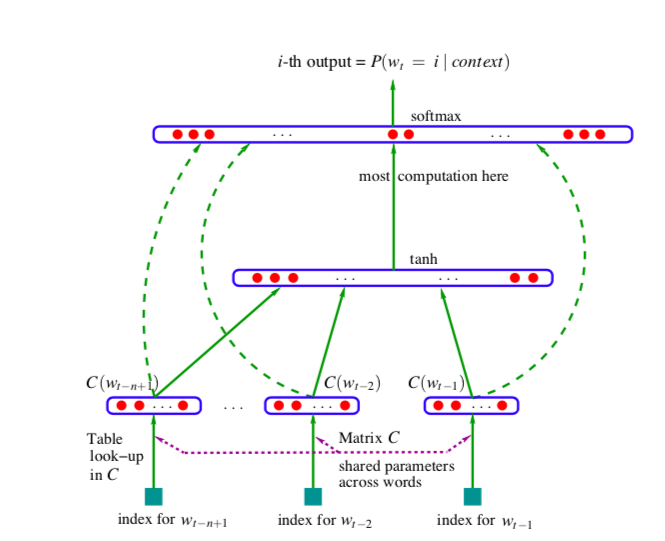 i-th output = P(w_t = i | context)
softmax
. . .
. . .
most computation here
tanh
. . .
. . .
C(w_{t−n+1})
C(w_{t−2})
C(w_{t−1})
. . .
. . .
. . .
. . .
Table
look−up
in C
Matrix C
shared parameters
across words
index for w_{t−n+1}
index for w_{t−2}
index for w_{t−1}